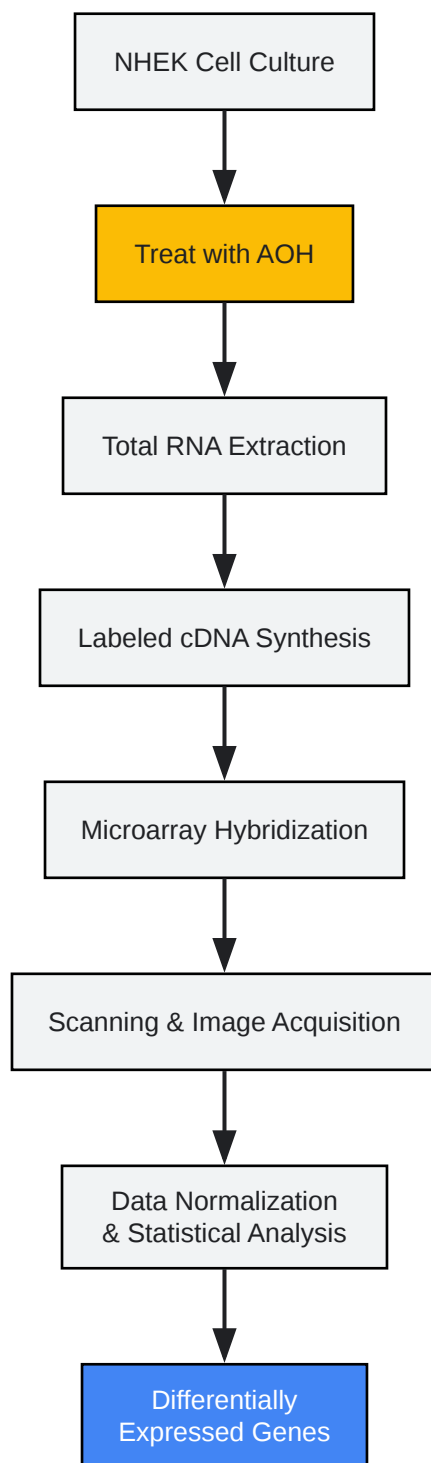 NHEK Cell Culture
Treat with AOH
Total RNA Extraction
Labeled cDNA Synthesis
Microarray Hybridization
Scanning & Image Acquisition
Data Normalization
& Statistical Analysis
Differentially
Expressed Genes